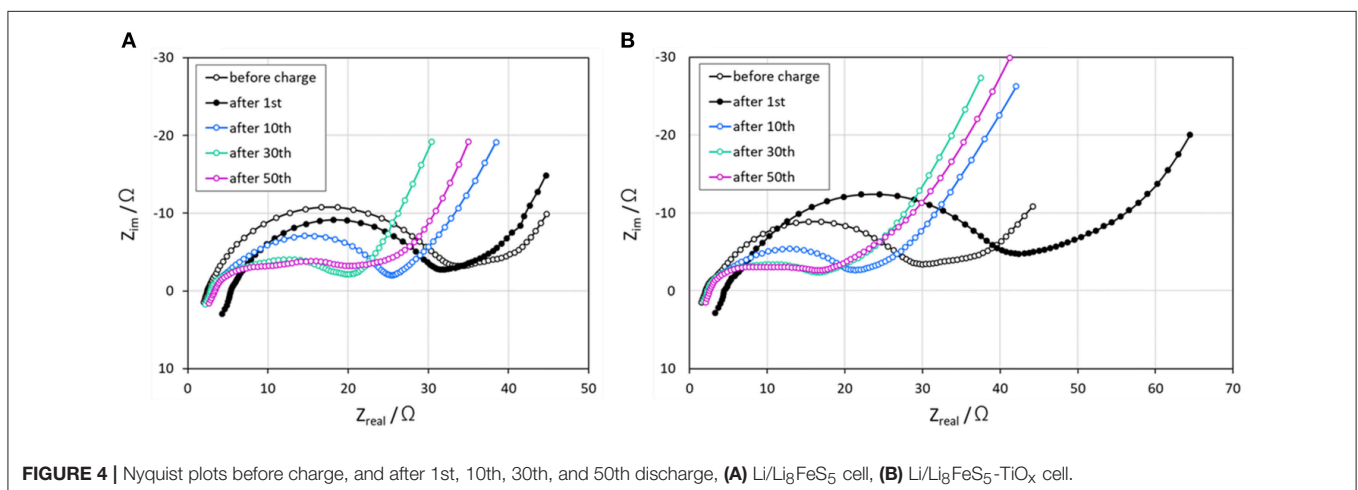 A
B
-30
-20
-10
0
10
Z_im / Ω
before charge
after 1st
after 10th
after 30th
after 50th
0 10 20 30 40 50
Z_real / Ω
-30
-20
-10
0
10
Z_im / Ω
before charge
after 1st
after 10th
after 30th
after 50th
0 10 20 30 40 50 60 70
Z_real / Ω
FIGURE 4 | Nyquist plots before charge, and after 1st, 10th, 30th, and 50th discharge, (A) Li/Li₈FeS₅ cell, (B) Li/Li₈FeS₅-TiOₓ cell.